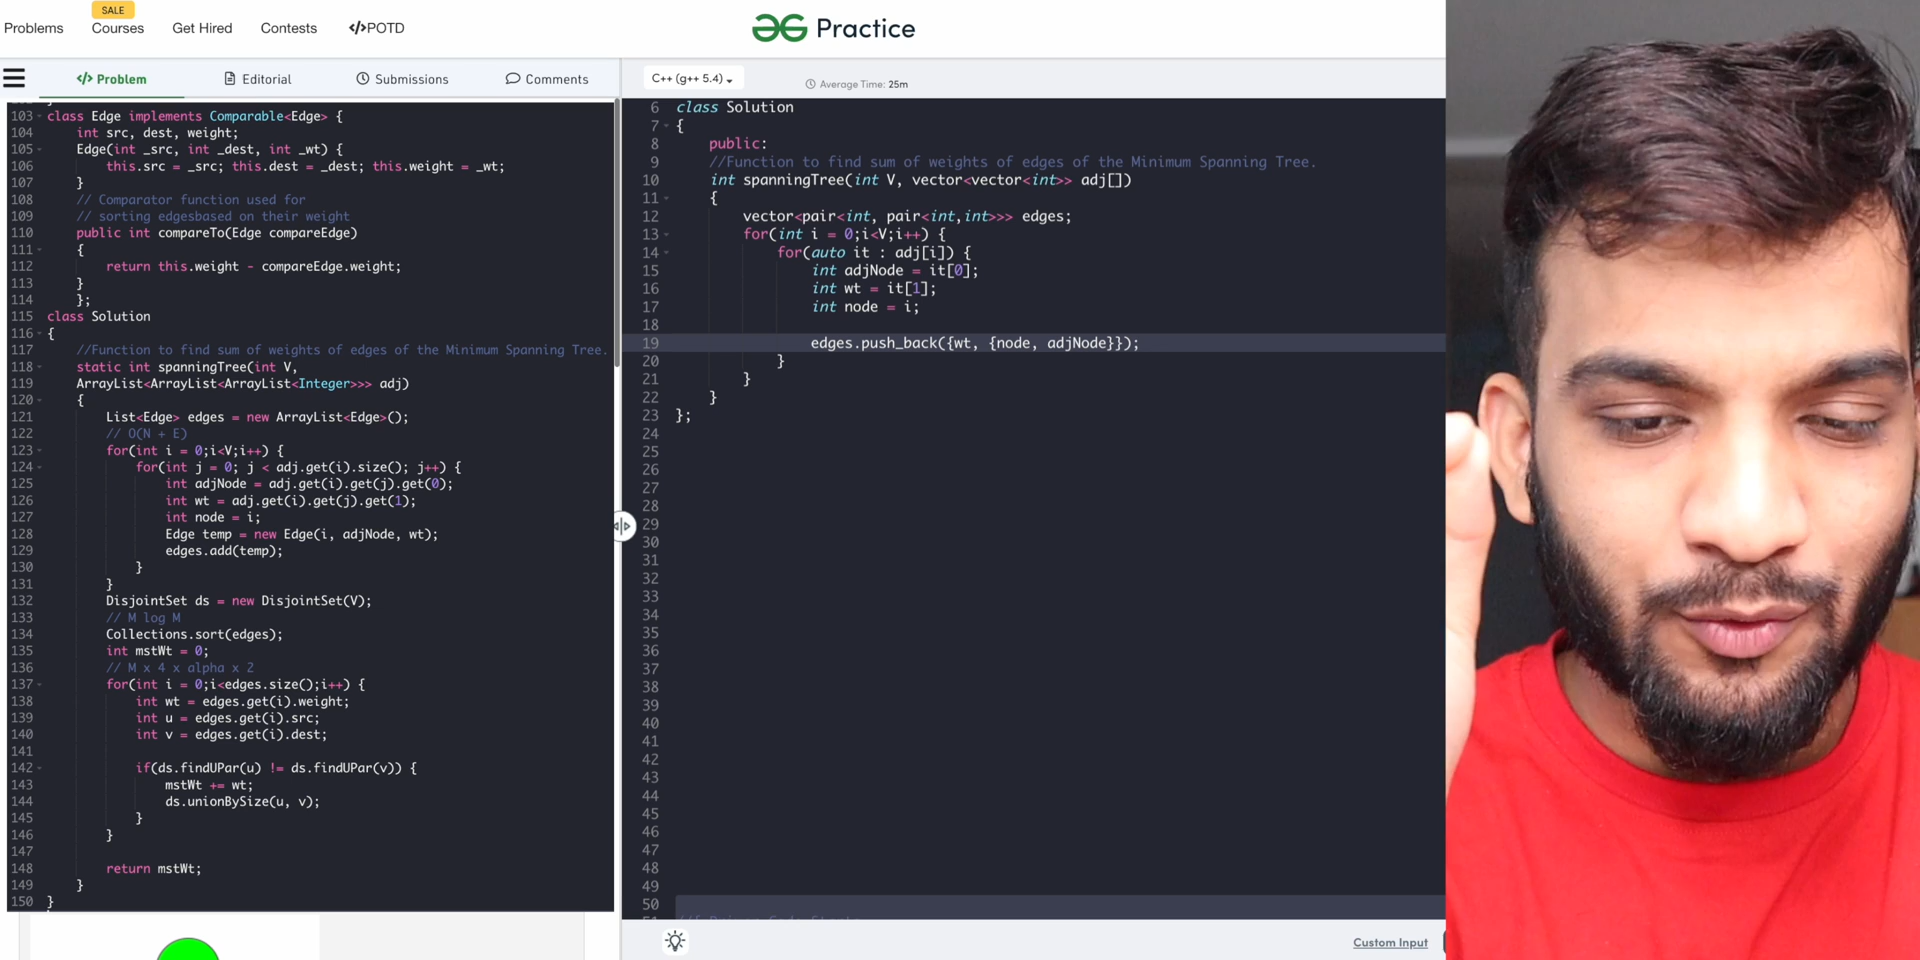 SALE
Problems Courses Get Hired Contests </>POTD
Practice
</> Problem Editorial Submissions Comments
C++ (g++ 5.4) Average Time: 25m
103 class Edge implements Comparable<Edge> {
104 int src, dest, weight;
105 Edge(int _src, int _dest, int _wt) {
106 this.src = _src; this.dest = _dest; this.weight = _wt;
107 }
108 // Comparator function used for
109 // sorting edgesbased on their weight
110 public int compareTo(Edge compareEdge)
111 {
112 return this.weight - compareEdge.weight;
113 }
114 };
115 class Solution
116 {
117 //Function to find sum of weights of edges of the Minimum Spanning Tree.
118 static int spanningTree(int V,
119 ArrayList<ArrayList<ArrayList<Integer>>> adj)
120 {
121 List<Edge> edges = new ArrayList<Edge>();
122 // O(N + E)
123 for(int i = 0;i<V;i++) {
124 for(int j = 0; j < adj.get(i).size(); j++) {
125 int adjNode = adj.get(i).get(j).get(0);
126 int wt = adj.get(i).get(j).get(1);
127 int node = i;
128 Edge temp = new Edge(i, adjNode, wt);
129 edges.add(temp);
130 }
131 }
132 DisjointSet ds = new DisjointSet(V);
133 // M log M
134 Collections.sort(edges);
135 int mstWt = 0;
136 // M x 4 x alpha x 2
137 for(int i = 0;i<edges.size();i++) {
138 int wt = edges.get(i).weight;
139 int u = edges.get(i).src;
140 int v = edges.get(i).dest;
141
142 if(ds.findUPar(u) != ds.findUPar(v)) {
143 mstWt += wt;
144 ds.unionBySize(u, v);
145 }
146 }
147
148 return mstWt;
149 }
150 }
6 class Solution
7 {
8 public:
9 //Function to find sum of weights of edges of the Minimum Spanning Tree.
10 int spanningTree(int V, vector<vector<int>> adj[])
11 {
12 vector<pair<int, pair<int,int>>> edges;
13 for(int i = 0;i<V;i++) {
14 for(auto it : adj[i]) {
15 int adjNode = it[0];
16 int wt = it[1];
17 int node = i;
18
19 edges.push_back({wt, {node, adjNode}});
20 }
21 }
22 }
23 };
24
25
26
27
28
29
30
31
32
33
34
35
36
37
38
39
40
41
42
43
44
45
46
47
48
49
50
Custom Input